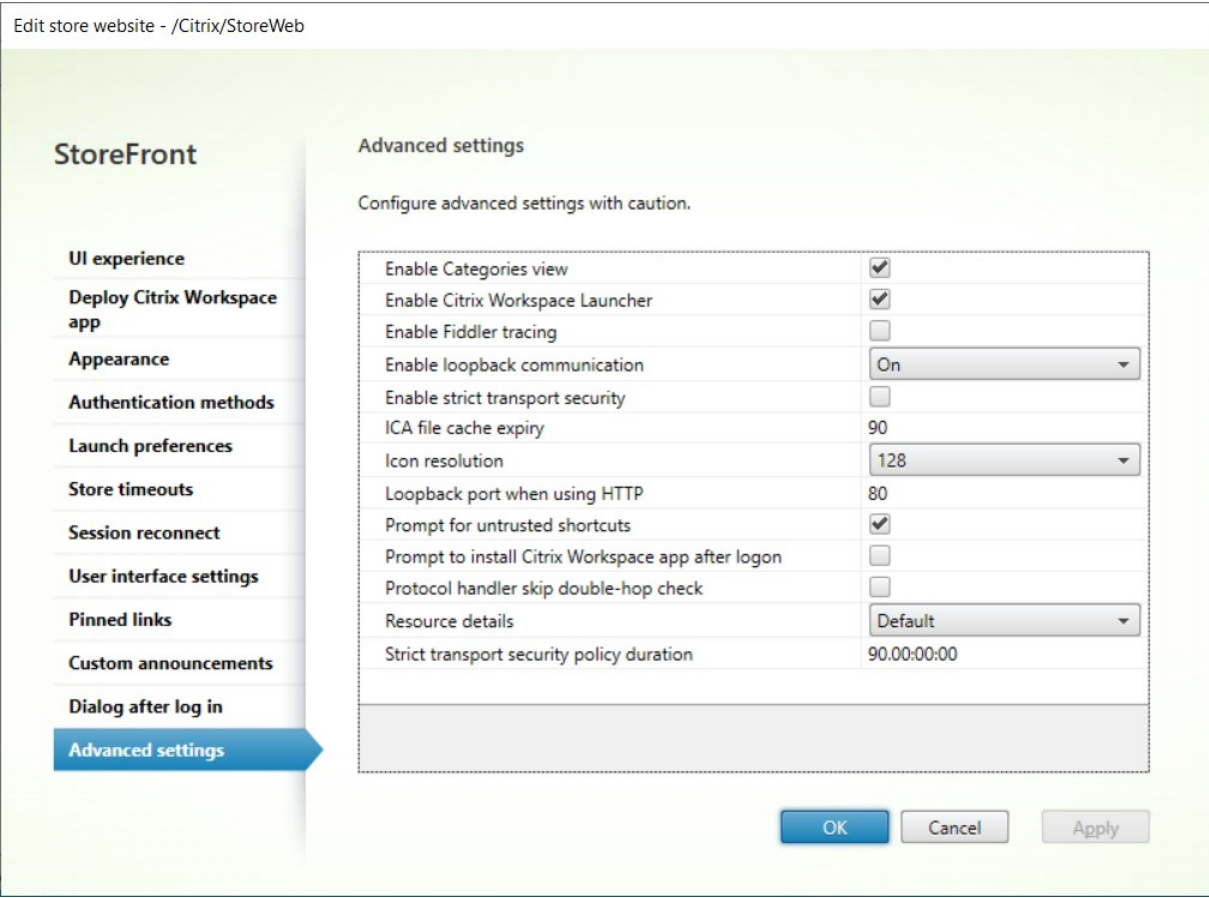 Edit store website - /Citrix/StoreWeb
StoreFront
UI experience
Deploy Citrix Workspace
app
Appearance
Authentication methods
Launch preferences
Store timeouts
Session reconnect
User interface settings
Pinned links
Custom announcements
Dialog after log in
Advanced settings
Advanced settings
Configure advanced settings with caution.
Enable Categories view
Enable Citrix Workspace Launcher
Enable Fiddler tracing
Enable loopback communication On
Enable strict transport security
ICA file cache expiry 90
Icon resolution 128
Loopback port when using HTTP 80
Prompt for untrusted shortcuts
Prompt to install Citrix Workspace app after logon
Protocol handler skip double-hop check
Resource details Default
Strict transport security policy duration 90.00:00:00
OK Cancel Apply